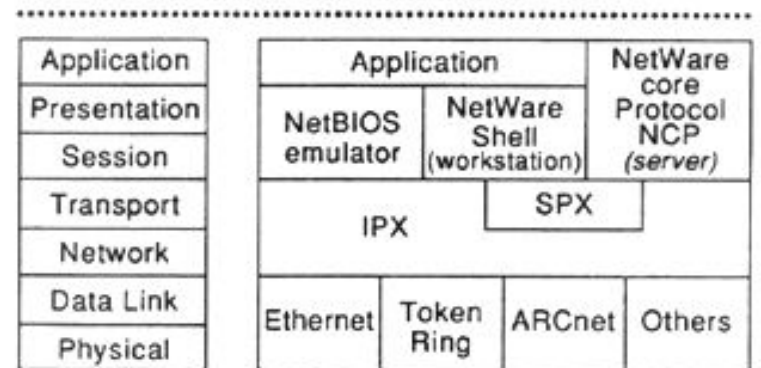 Application
Presentation
Session
Transport
Network
Data Link
Physical
Application
NetBIOS
emulator
NetWare
Shell
(workstation)
NetWare
core
Protocol
NCP
(server)
IPX
SPX
Ethernet
Token
Ring
ARCnet
Others